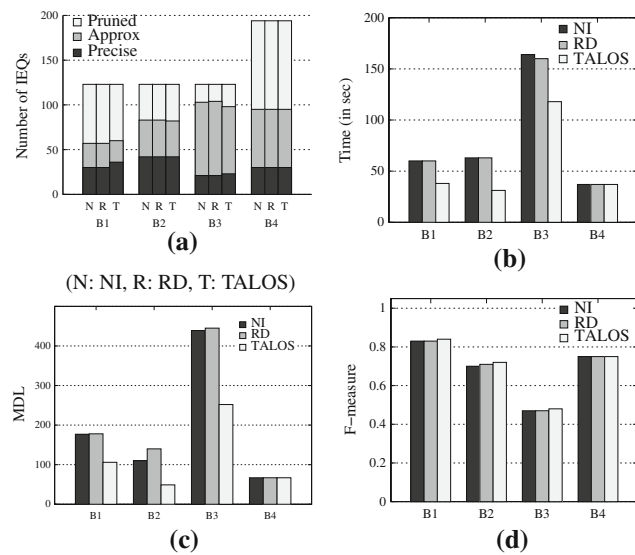 200
150
100
50
0
Number of IEQs
Pruned
Approx
Precise
N R T N R T N R T N R T
B1 B2 B3 B4
(a)
(N: NI, R: RD, T: TALOS)
200
150
100
50
0
Time (in sec)
NI
RD
TALOS
B1 B2 B3 B4
(b)
400
300
200
100
0
MDL
NI
RD
TALOS
B1 B2 B3 B4
(c)
1
0.8
0.6
0.4
0.2
0
F−measure
NI
RD
TALOS
B1 B2 B3 B4
(d)